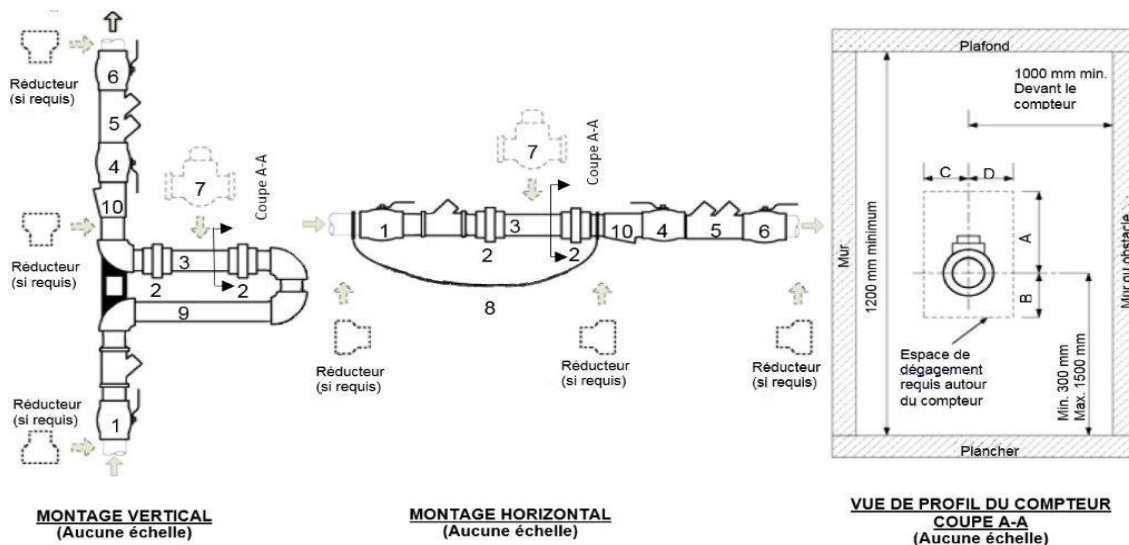 6
Réducteur
(si requis)
5
4
7
Coupe A-A
10
Réducteur
(si requis)
3
2
2
9
Réducteur
(si requis)
1
MONTAGE VERTICAL
(Aucune échelle)
7
Coupe A-A
1
3
10
4
5
6
2
2
8
Réducteur
(si requis)
Réducteur
(si requis)
Réducteur
(si requis)
MONTAGE HORIZONTAL
(Aucune échelle)
Plafond
1000 mm min.
Devant le
compteur
Mur
1200 mm minimum
C
D
A
B
Mur ou obstacle
Espace de
dégagement
requis autour
du compteur
Min. 300 mm
Max. 1500 mm
Plancher
VUE DE PROFIL DU COMPTEUR
COUPE A-A
(Aucune échelle)